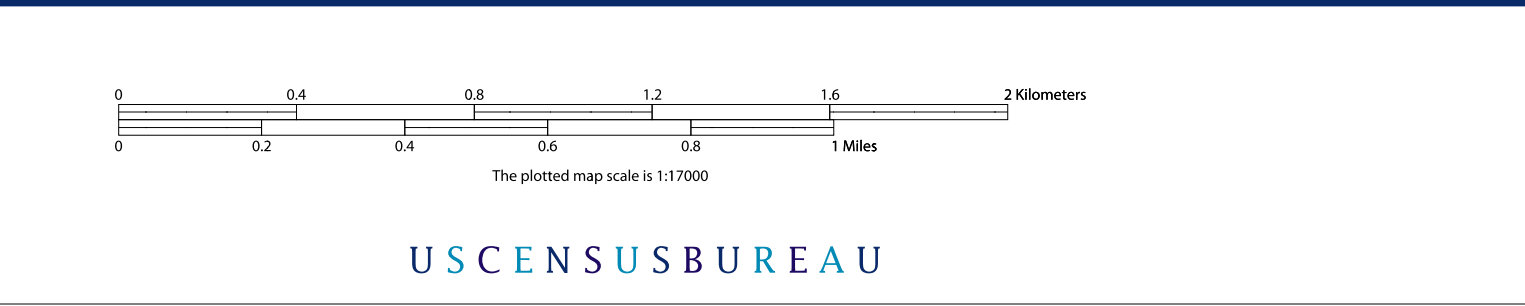 0 0.4 0.8 1.2 1.6 2 Kilometers
0 0.2 0.4 0.6 0.8 1 Miles
The plotted map scale is 1:17000
USCENSUSBUREAU